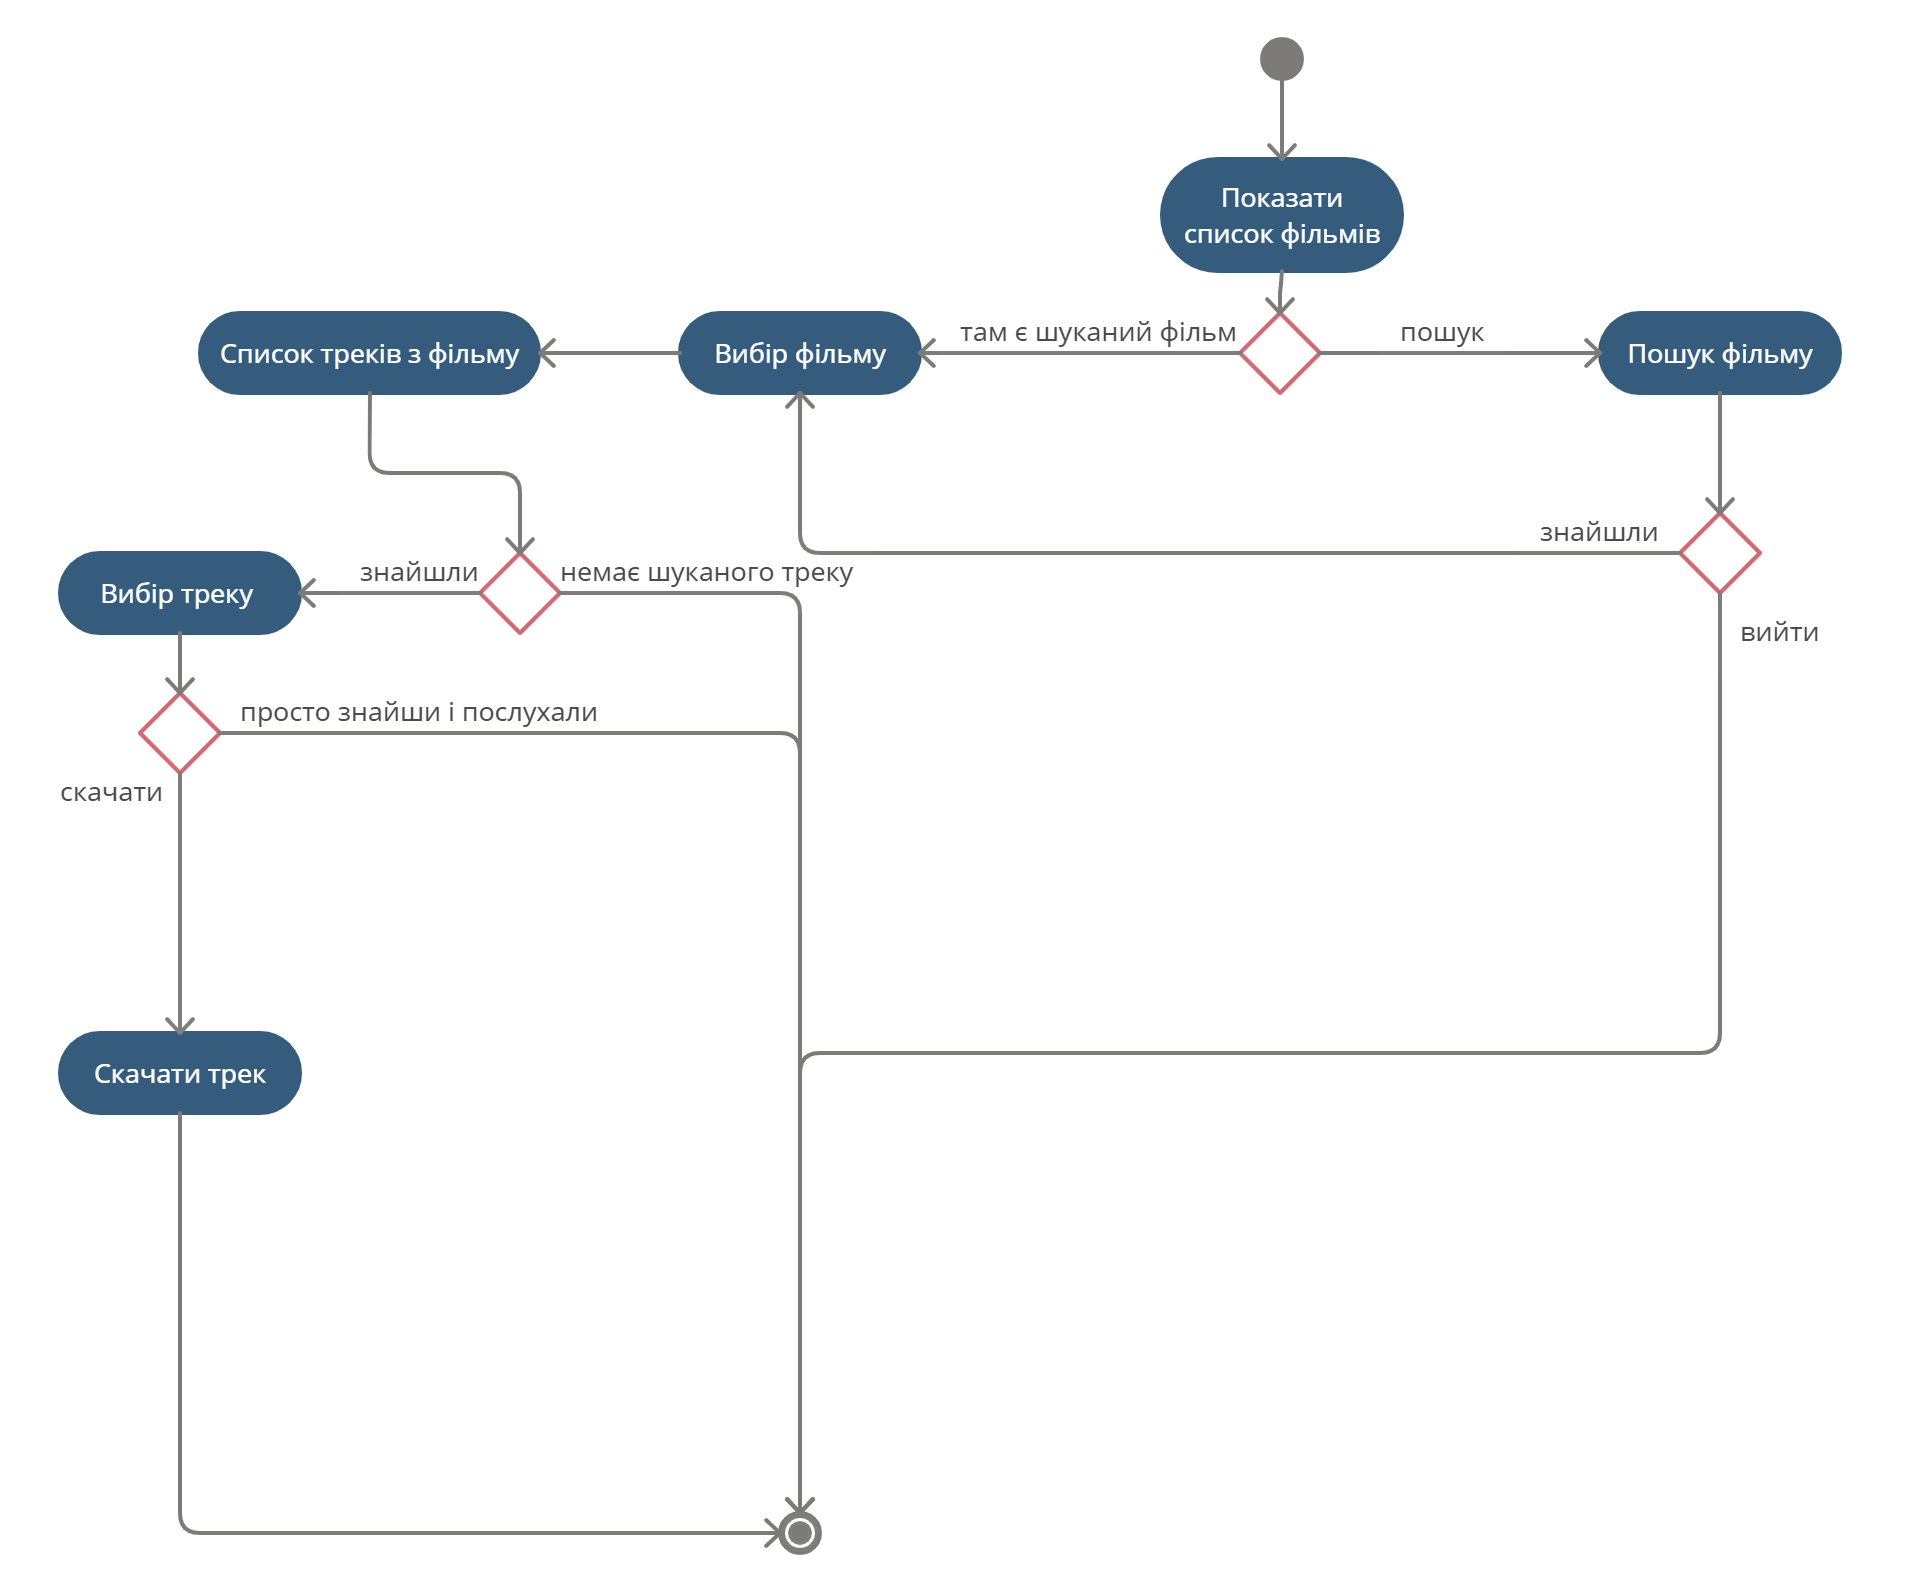 Показати
список фільмів
Список треків з фільму
Вибір фільму
там є шуканий фільм
пошук
Пошук фільму
знайшли
вийти
Вибір треку
знайшли
немає шуканого треку
просто знайши і послухали
скачати
Скачати трек